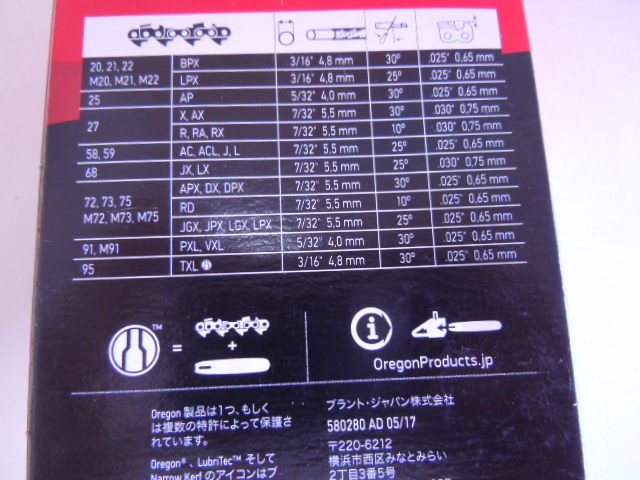 20, 21, 22
M20, M21, M22
BPX 3/16" 4,8 mm 30° .025" 0,65 mm
LPX 3/16" 4,8 mm 25° .025" 0,65 mm
25 AP 5/32" 4,0 mm 30° .025" 0,65 mm
27
X, AX 7/32" 5,5 mm 30° .030" 0,75 mm
R, RA, RX 7/32" 5,5 mm 10° .030" 0,75 mm
58, 59 AC, ACL, J, L 7/32" 5,5 mm 25° .025" 0,65 mm
68 JX, LX 7/32" 5,5 mm 25° .030" 0,75 mm
72, 73, 75
M72, M73, M75
APX, DX, DPX 7/32" 5,5 mm 30° .025" 0,65 mm
RD 7/32" 5,5 mm 10° .025" 0,65 mm
JGX, JPX, LGX, LPX 7/32" 5,5 mm 25° .025" 0,65 mm
91, M91 PXL, VXL 5/32" 4,0 mm 30° .025" 0,65 mm
95 TXL 3/16" 4,8 mm 30° .025" 0,65 mm
TM = +
OregonProducts.jp
Oregon 製品は1つ、もしく
は複数の特許によって保護さ
れています。
Oregon®、LubriTec™ そして
Narrow Kerf のアイコンはブ
ブラント・ジャパン株式会社
580280 AD 05/17
〒220-6212
横浜市西区みなとみらい
2丁目3番5号